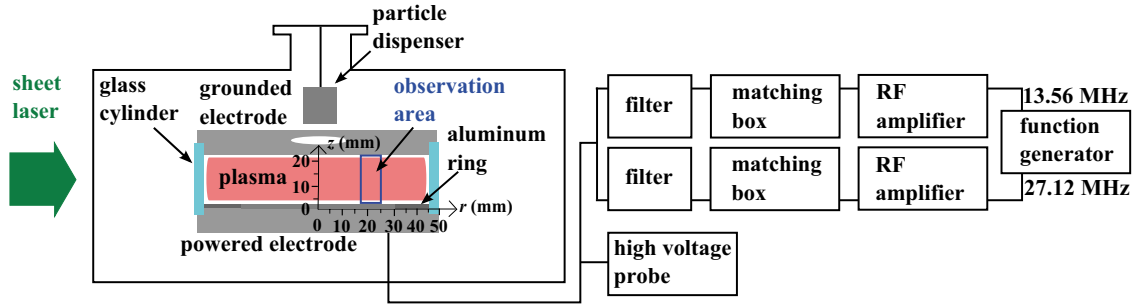 particle
dispenser
sheet
laser
glass
cylinder
grounded
electrode
observation
area
aluminum
ring
z (mm)
20
10
0
plasma
0 10 20 30 40 50
r (mm)
powered electrode
filter
matching
box
RF
amplifier
13.56 MHz
function
generator
filter
matching
box
RF
amplifier
27.12 MHz
high voltage
probe